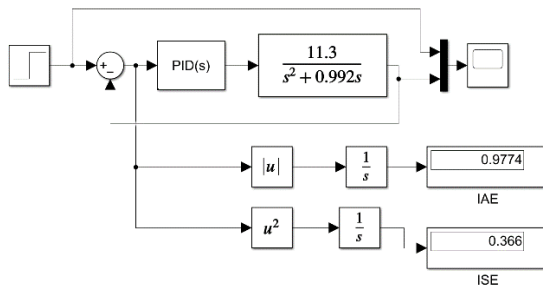 +
−
PID(s)
11.3
s² + 0.992s
|u|
1
s
0.9774
IAE
u²
1
s
0.366
ISE